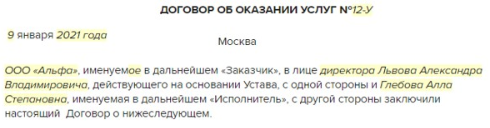 ДОГОВОР ОБ ОКАЗАНИИ УСЛУГ №12-У
9 января 2021 года
Москва
ООО «Альфа», именуемое в дальнейшем «Заказчик», в лице директора Львова Александра
Владимировича, действующего на основании Устава, с одной стороны и Глебова Алла
Степановна, именуемая в дальнейшем «Исполнитель», с другой стороны заключили
настоящий Договор о нижеследующем.